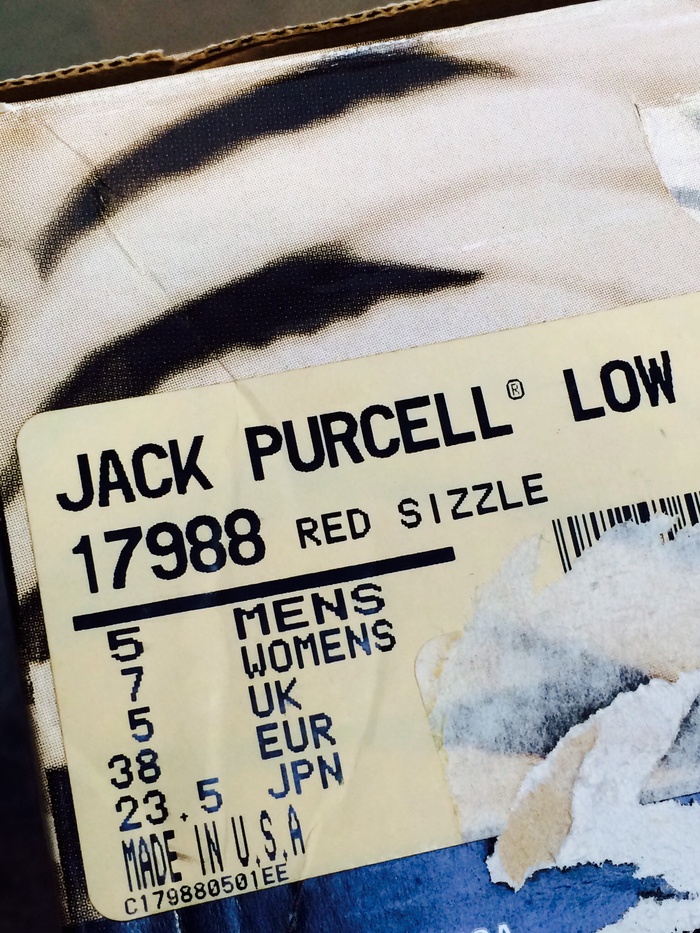 JACK PURCELL® LOW
17988 RED SIZZLE
5 MENS
7 WOMENS
5 UK
38 EUR
23.5 JPN
MADE IN U.S.A
C179880501EE